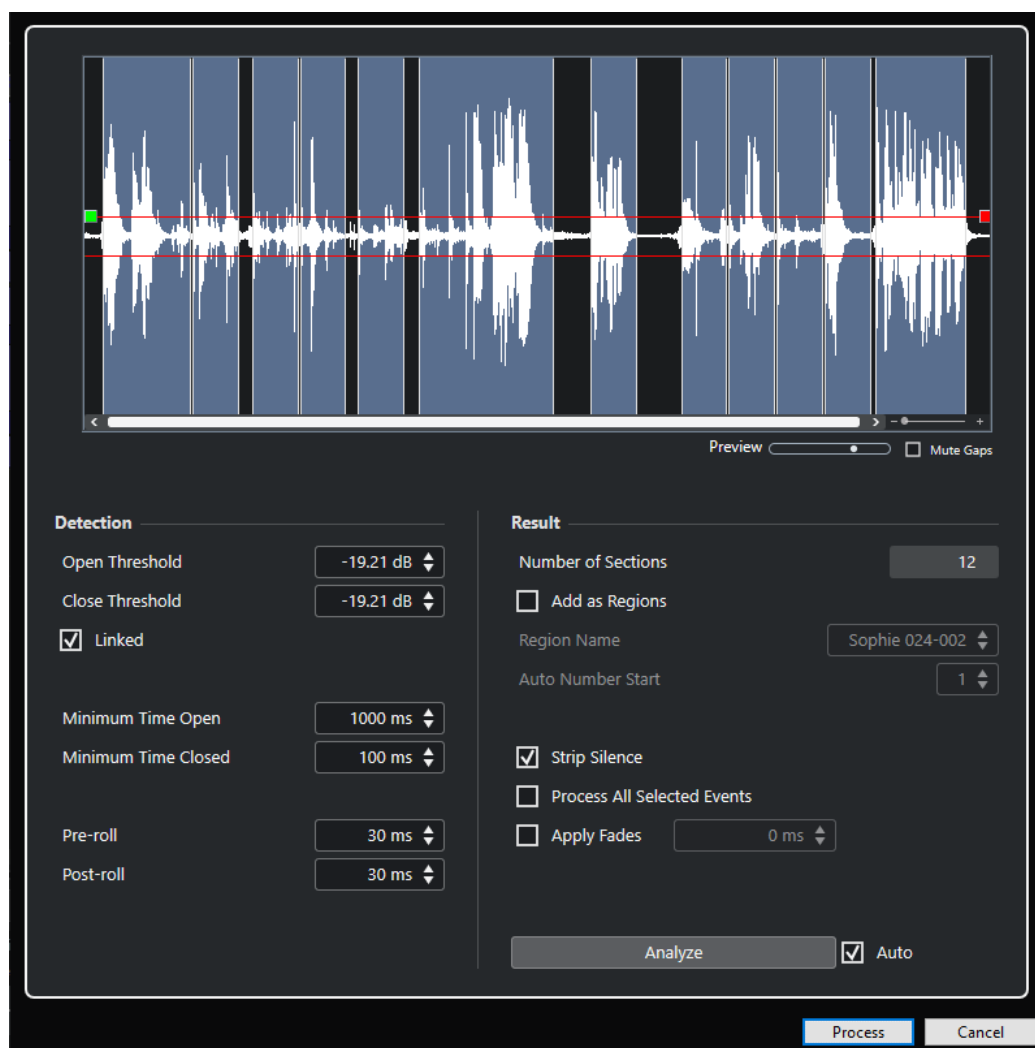 Preview
Mute Gaps
Detection
Open Threshold -19.21 dB
Close Threshold -19.21 dB
Linked
Minimum Time Open 1000 ms
Minimum Time Closed 100 ms
Pre-roll 30 ms
Post-roll 30 ms
Result
Number of Sections 12
Add as Regions
Region Name Sophie 024-002
Auto Number Start 1
Strip Silence
Process All Selected Events
Apply Fades 0 ms
Analyze Auto
Process Cancel